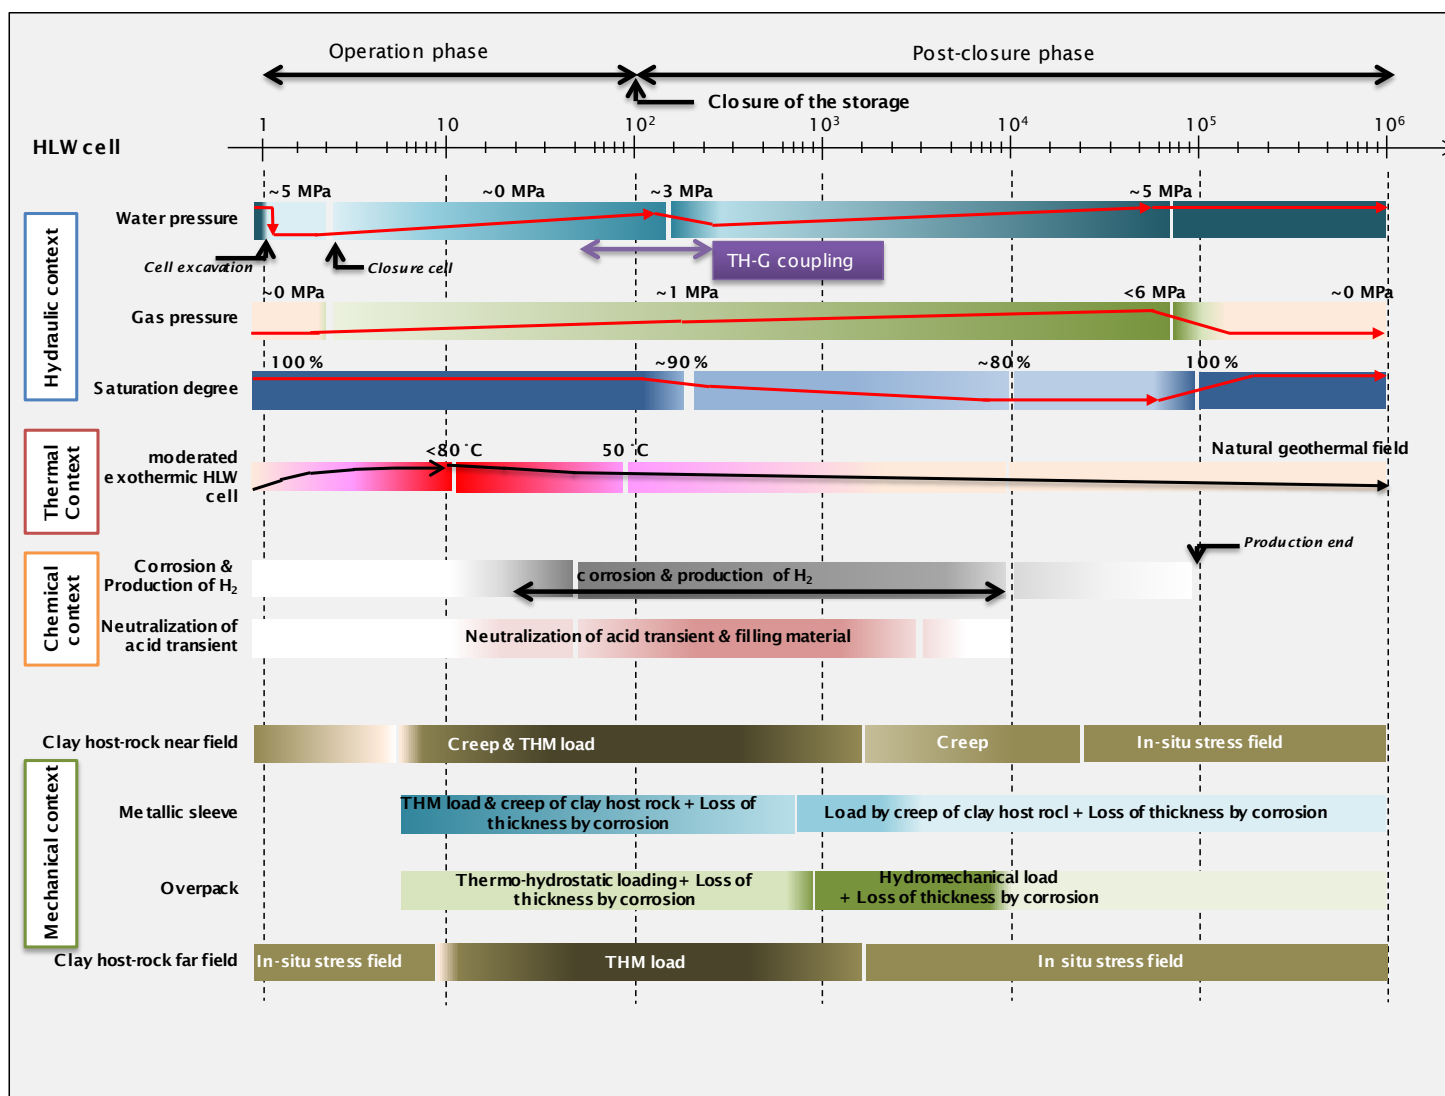 Operation phase
Post-closure phase
Closure of the storage
HLW cell
1
10
10²
10³
10⁴
10⁵
10⁶
Hydraulic context
~5 MPa
~0 MPa
~3 MPa
~5 MPa
Water pressure
Cell excavation
Closure cell
TH-G coupling
~0 MPa
~1 MPa
<6 MPa
~0 MPa
Gas pressure
100%
~90%
~80%
100%
Saturation degree
Thermal
Context
<80°C
50 °C
Natural geothermal field
moderated
exothermic HLW
cell
Chemical
context
Production end
Corrosion &
Production of H₂
corrosion & production of H₂
Neutralization of
acid transient
Neutralization of acid transient & filling material
Mechanical context
Clay host-rock near field
Creep & THM load
Creep
In-situ stress field
Metallic sleeve
THM load & creep of clay host rock + Loss of
thickness by corrosion
Load by creep of clay host rocl + Loss of thickness by corrosion
Overpack
Thermo-hydrostatic loading + Loss of
thickness by corrosion
Hydromechanical load
+ Loss of thickness by corrosion
Clay host-rock far field
In-situ stress field
THM load
In situ stress field